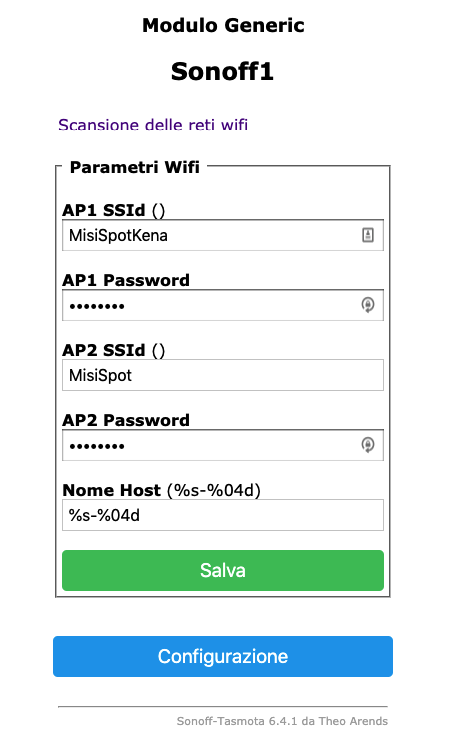 Modulo Generic
Sonoff1
Scansione delle reti wifi
Parametri Wifi
AP1 SSId ()
MisiSpotKena
AP1 Password
••••••••
AP2 SSId ()
MisiSpot
AP2 Password
••••••••
Nome Host (%s-%04d)
%s-%04d
Salva
Configurazione
Sonoff-Tasmota 6.4.1 da Theo Arends